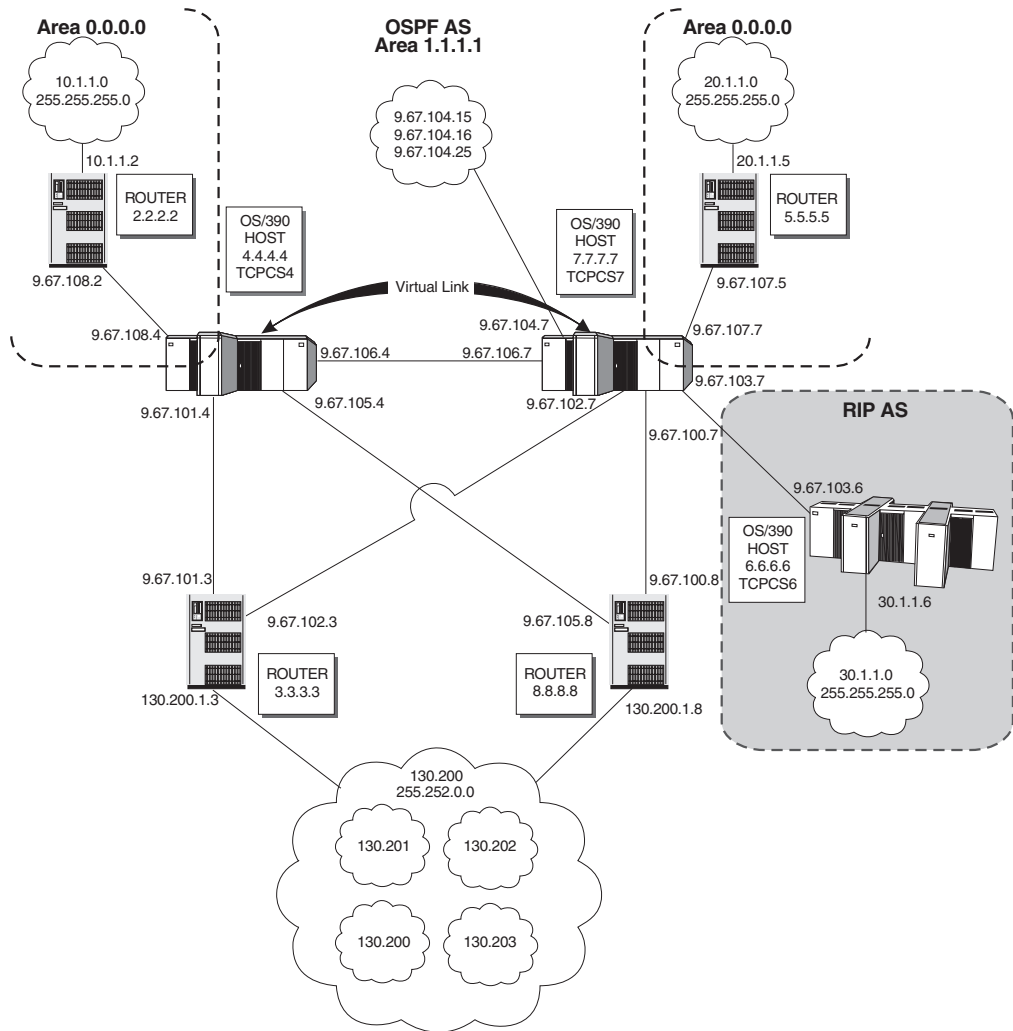 Area 0.0.0.0
OSPF AS
Area 1.1.1.1
Area 0.0.0.0
10.1.1.0
255.255.255.0
9.67.104.15
9.67.104.16
9.67.104.25
20.1.1.0
255.255.255.0
10.1.1.2
20.1.1.5
ROUTER
2.2.2.2
ROUTER
5.5.5.5
OS/390
HOST
4.4.4.4
TCPCS4
OS/390
HOST
7.7.7.7
TCPCS7
9.67.108.2
9.67.107.5
Virtual Link
9.67.108.4
9.67.104.7
9.67.107.7
9.67.106.4
9.67.106.7
9.67.103.7
9.67.101.4
9.67.105.4
9.67.102.7
RIP AS
9.67.100.7
9.67.103.6
OS/390
HOST
6.6.6.6
TCPCS6
9.67.101.3
9.67.100.8
30.1.1.6
9.67.102.3
9.67.105.8
ROUTER
3.3.3.3
ROUTER
8.8.8.8
30.1.1.0
255.255.255.0
130.200.1.3
130.200.1.8
130.200
255.252.0.0
130.201
130.202
130.200
130.203